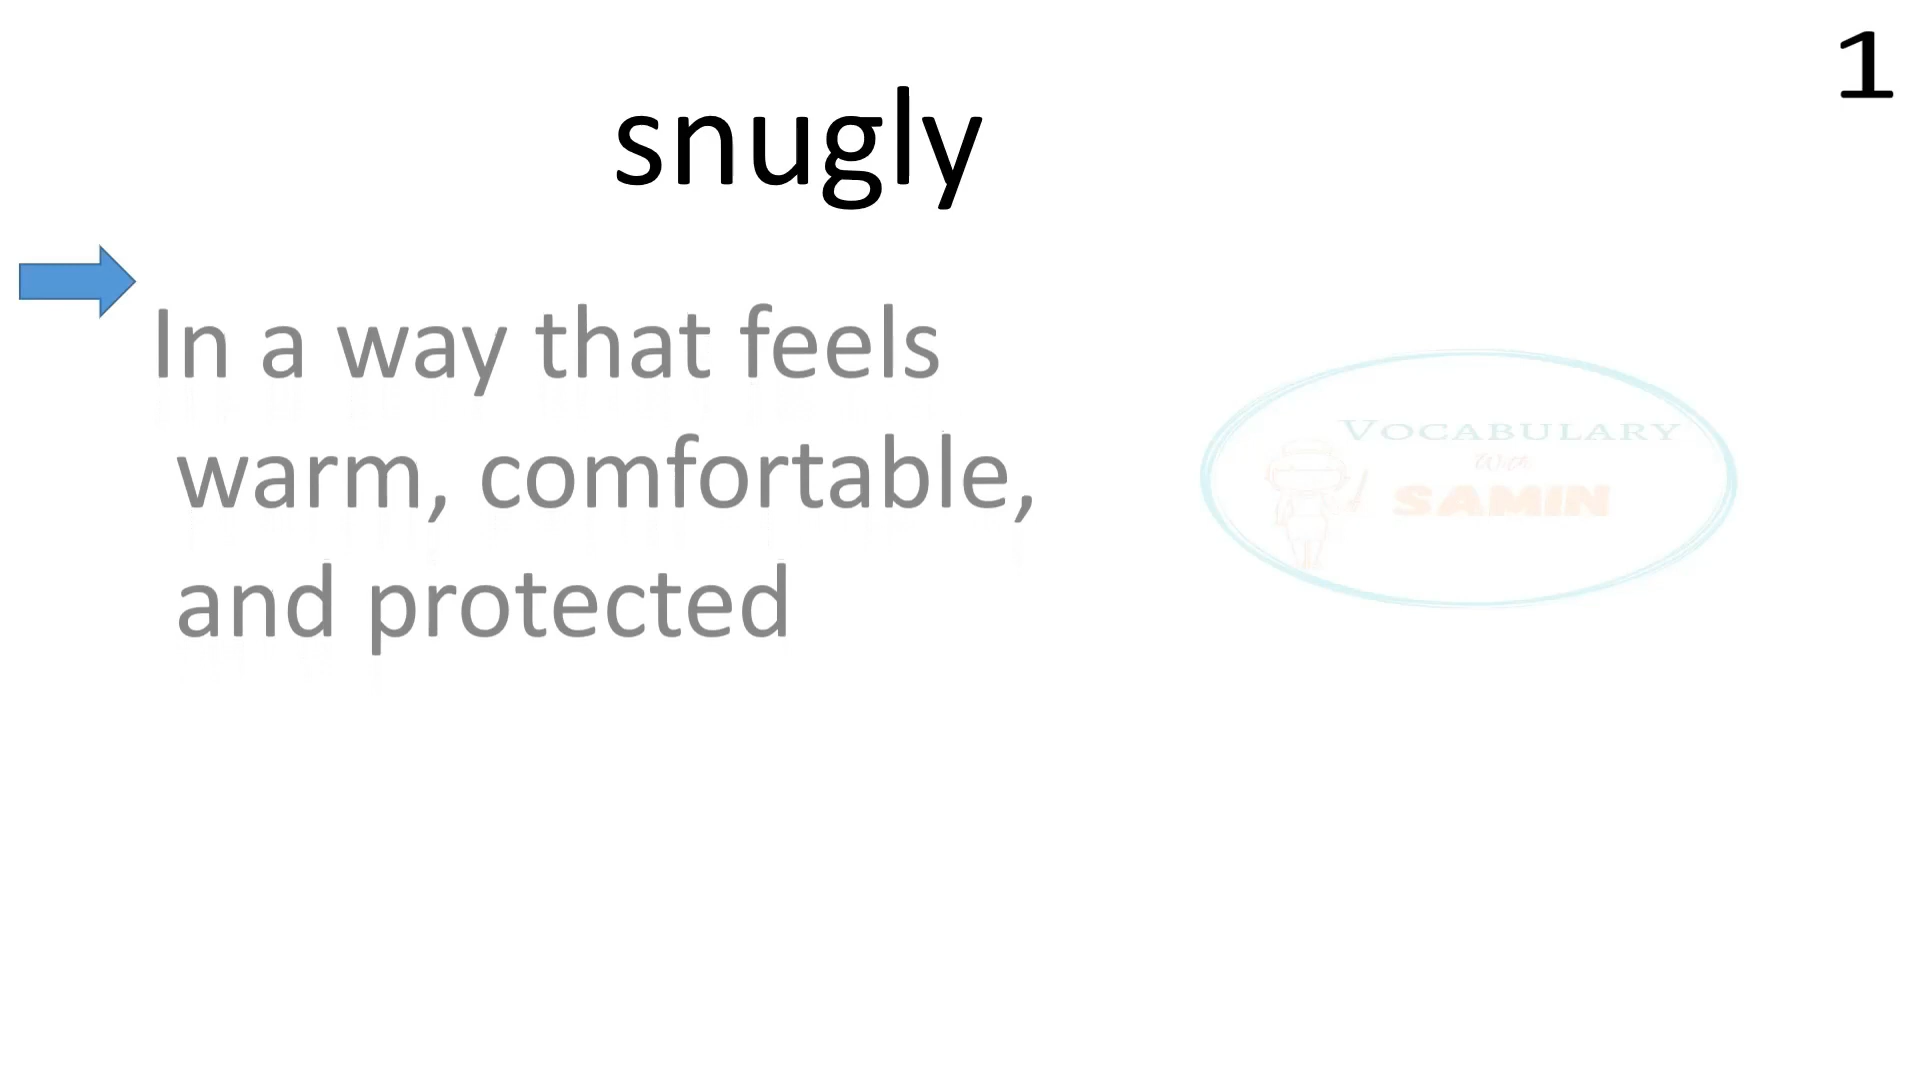 1
snugly
In a way that feels
warm, comfortable,
and protected
VOCABULARY
With
SAMIN